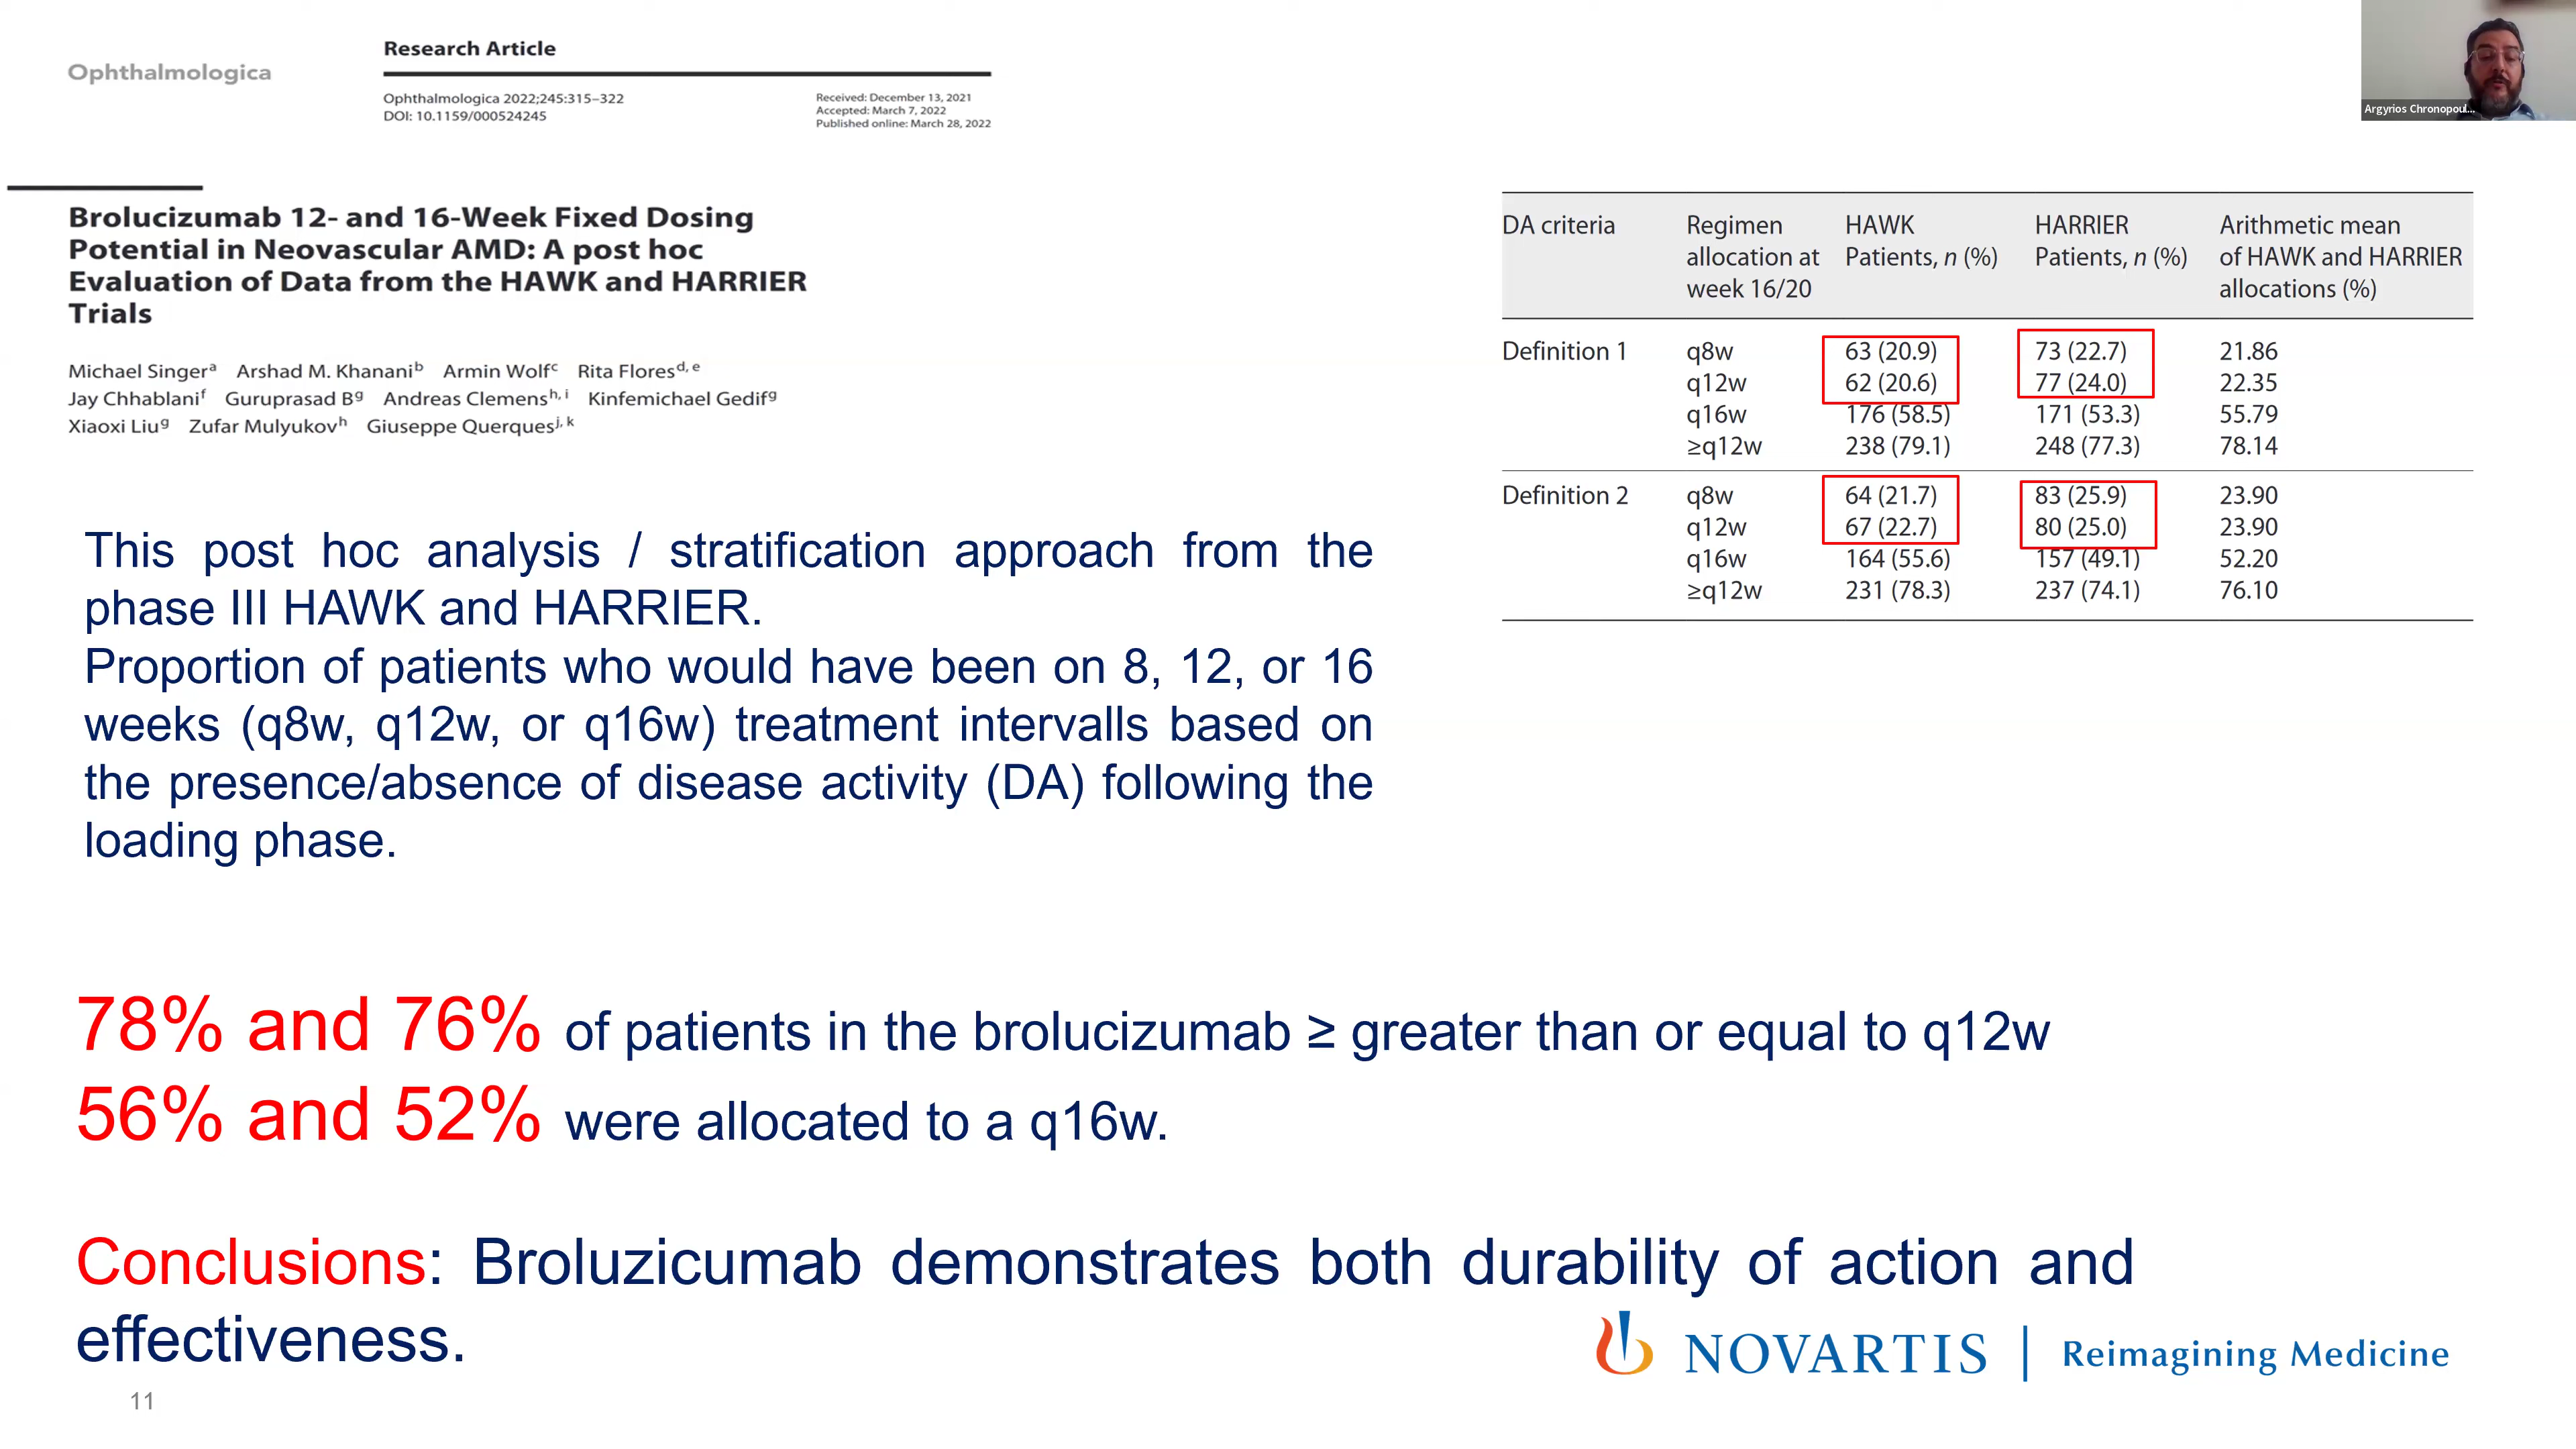 Research Article
Ophthalmologica
Ophthalmologica 2022;245:315–322
DOI: 10.1159/000524245
Received: December 13, 2021
Accepted: March 7, 2022
Published online: March 28, 2022
Argyrios Chronopoul...
Brolucizumab 12- and 16-Week Fixed Dosing
Potential in Neovascular AMD: A post hoc
Evaluation of Data from the HAWK and HARRIER
Trials
Michael Singerᵃ Arshad M. Khananiᵇ Armin Wolfᶜ Rita Floresᵈ, ᵉ
Jay Chhablaniᶠ Guruprasad Bᵍ Andreas Clemensʰ, ⁱ Kinfemichael Gedifᵍ
Xiaoxi Liuᵍ Zufar Mulyukovʰ Giuseppe Querquesʲ, ᵏ
DA criteria Regimen allocation at week 16/20 HAWK Patients, n (%) HARRIER Patients, n (%) Arithmetic mean of HAWK and HARRIER allocations (%)
Definition 1 q8w 63 (20.9) 73 (22.7) 21.86
q12w 62 (20.6) 77 (24.0) 22.35
q16w 176 (58.5) 171 (53.3) 55.79
≥q12w 238 (79.1) 248 (77.3) 78.14
Definition 2 q8w 64 (21.7) 83 (25.9) 23.90
q12w 67 (22.7) 80 (25.0) 23.90
q16w 164 (55.6) 157 (49.1) 52.20
≥q12w 231 (78.3) 237 (74.1) 76.10
This post hoc analysis / stratification approach from the
phase III HAWK and HARRIER.
Proportion of patients who would have been on 8, 12, or 16
weeks (q8w, q12w, or q16w) treatment intervalls based on
the presence/absence of disease activity (DA) following the
loading phase.
78% and 76% of patients in the brolucizumab ≥ greater than or equal to q12w
56% and 52% were allocated to a q16w.
Conclusions: Broluzicumab demonstrates both durability of action and
effectiveness.
NOVARTIS | Reimagining Medicine
11